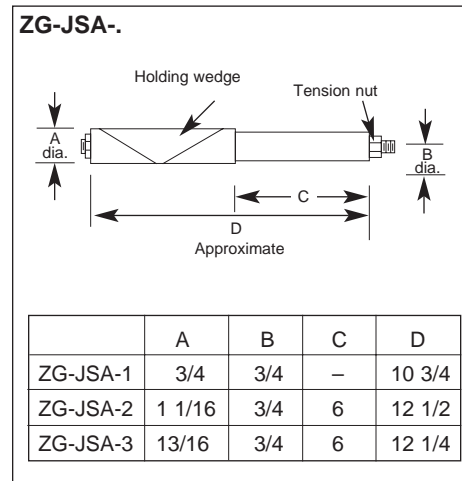 ZG-JSA-.
Holding wedge
Tension nut
A
dia.
B
dia.
C
D
Approximate
A B C D
ZG-JSA-1 3/4 3/4 – 10 3/4
ZG-JSA-2 1 1/16 3/4 6 12 1/2
ZG-JSA-3 13/16 3/4 6 12 1/4